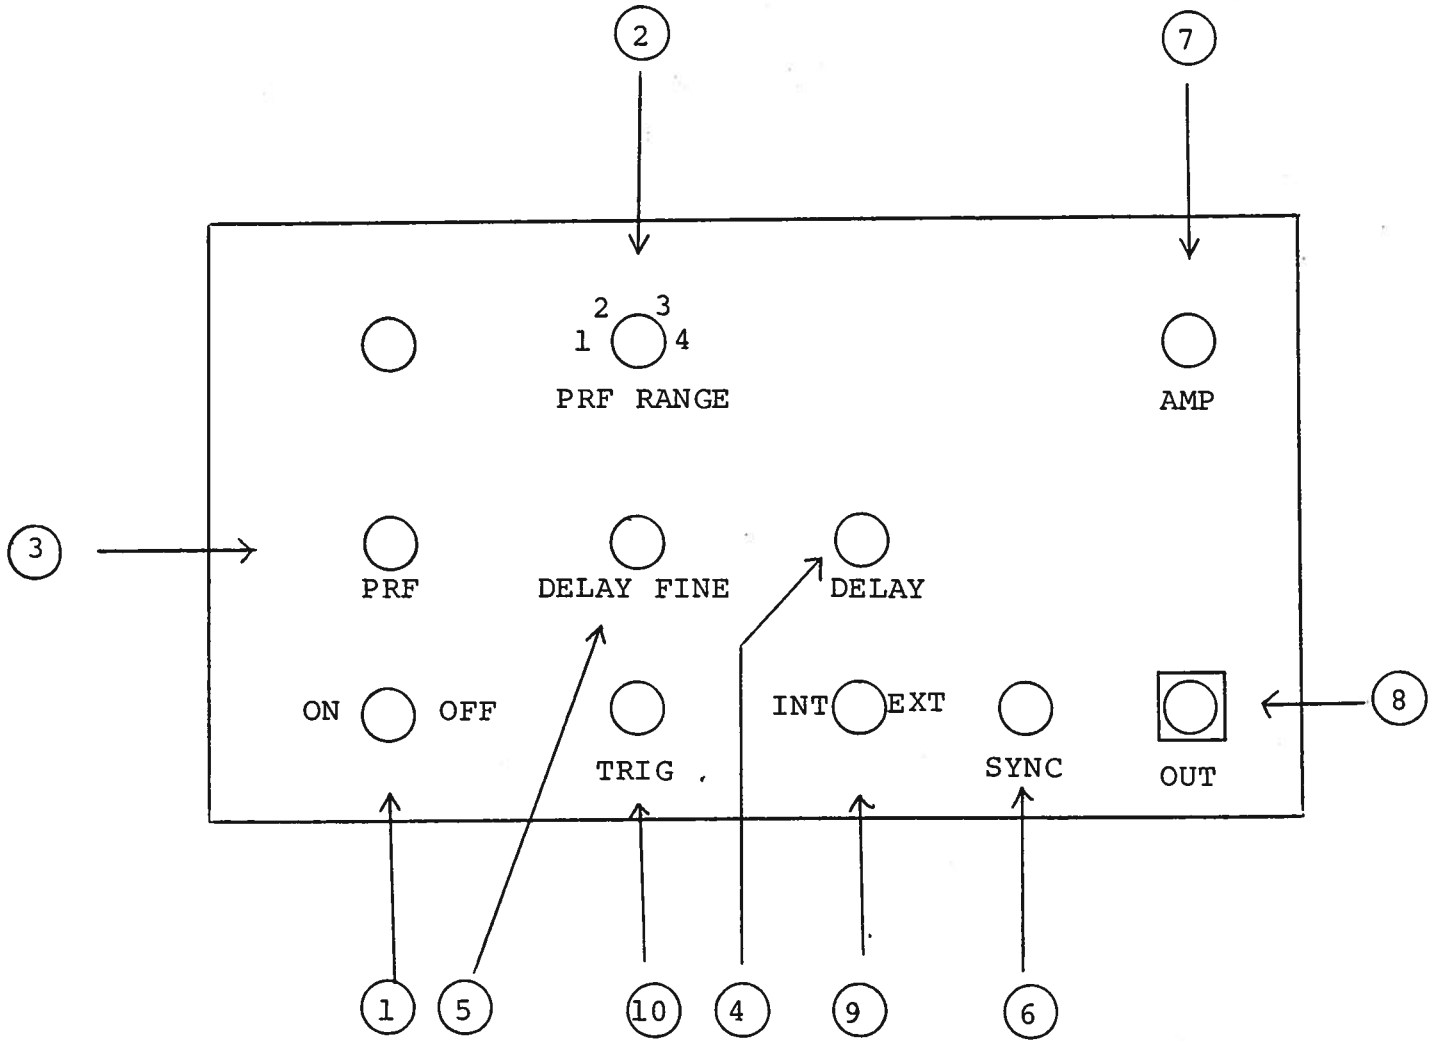 2
7
2 3
1 4
PRF RANGE
AMP
3
PRF
DELAY FINE
DELAY
ON OFF
INT EXT
8
TRIG .
SYNC
OUT
1
5
10
4
9
6